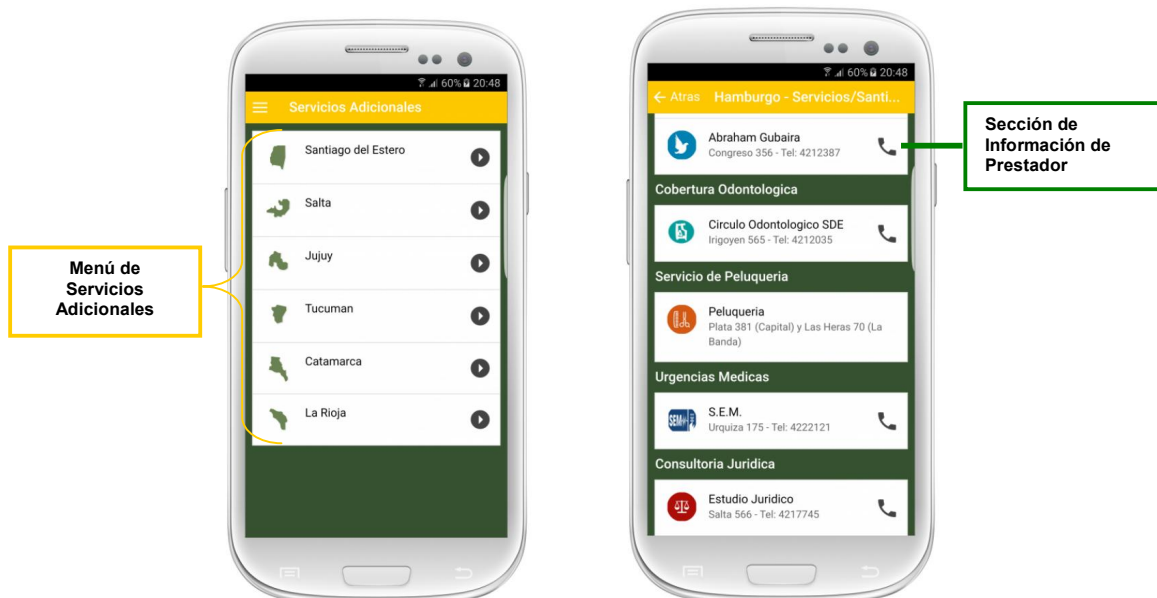 Menú de
Servicios
Adicionales
60% 20:48
Servicios Adicionales
Santiago del Estero
Salta
Jujuy
Tucuman
Catamarca
La Rioja
60% 20:48
Atras Hamburgo - Servicios/Santi...
Abraham Gubaira
Congreso 356 - Tel: 4212387
Cobertura Odontologica
Circulo Odontologico SDE
Irigoyen 565 - Tel: 4212035
Servicio de Peluqueria
Peluqueria
Plata 381 (Capital) y Las Heras 70 (La
Banda)
Urgencias Medicas
SEM
S.E.M.
Urquiza 175 - Tel: 4222121
Consultoria Juridica
Estudio Juridico
Salta 566 - Tel: 4217745
Sección de
Información de
Prestador